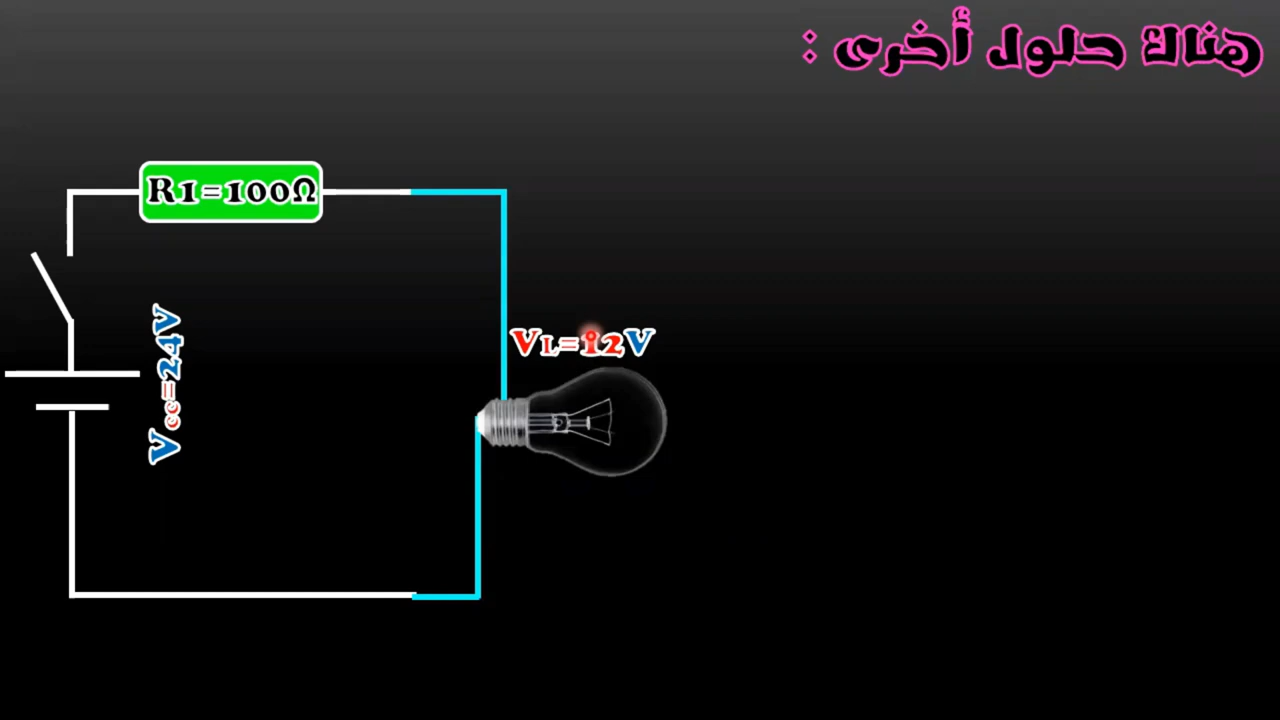 هناك حلول أخرى :
R1=100Ω
Vcc=24V
VL=12V